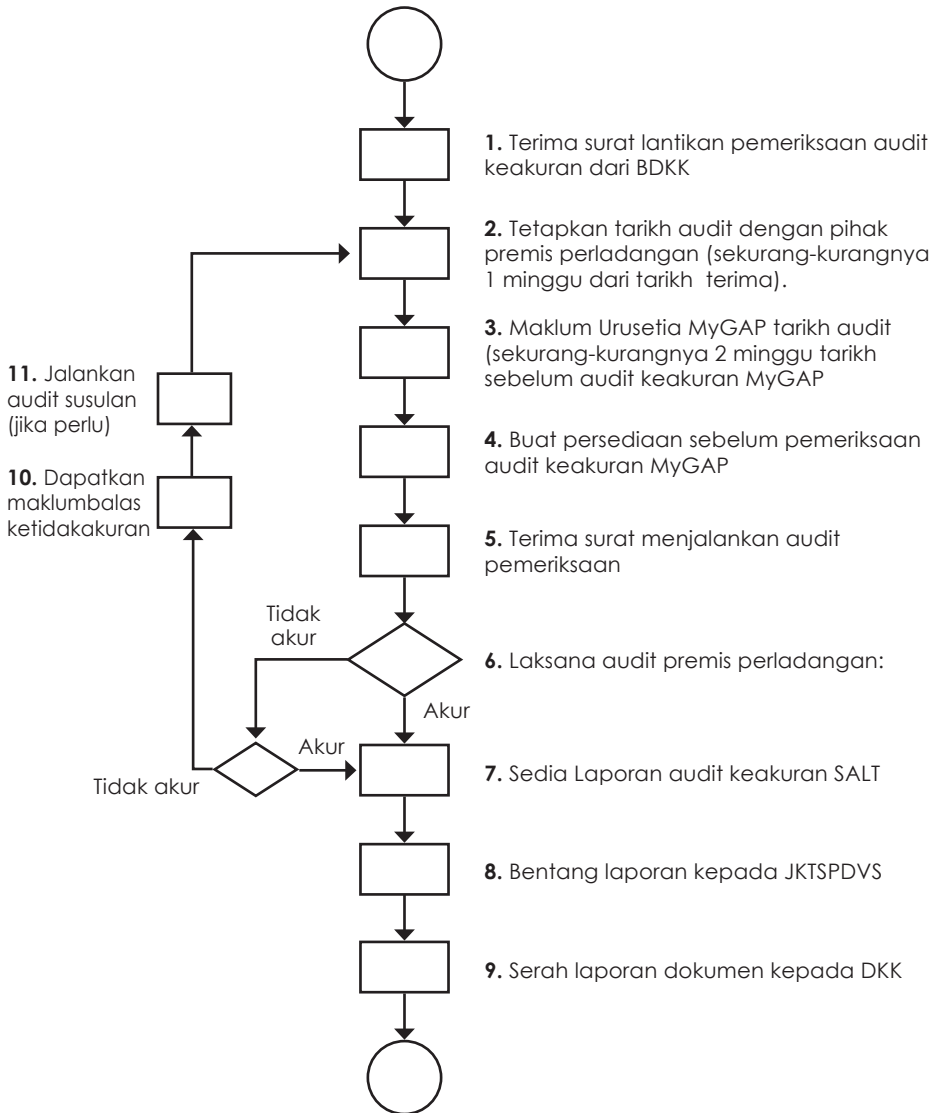 1. Terima surat lantikan pemeriksaan audit
keakuran dari BDKK
2. Tetapkan tarikh audit dengan pihak
premis perladangan (sekurang-kurangnya
1 minggu dari tarikh terima).
3. Maklum Urusetia MyGAP tarikh audit
(sekurang-kurangnya 2 minggu tarikh
sebelum audit keakuran MyGAP
11. Jalankan
audit susulan
(jika perlu)
4. Buat persediaan sebelum pemeriksaan
audit keakuran MyGAP
10. Dapatkan
maklumbalas
ketidakakuran
5. Terima surat menjalankan audit
pemeriksaan
Tidak
akur
6. Laksana audit premis perladangan:
Akur
Akur
Tidak akur
7. Sedia Laporan audit keakuran SALT
8. Bentang laporan kepada JKTSPDVS
9. Serah laporan dokumen kepada DKK